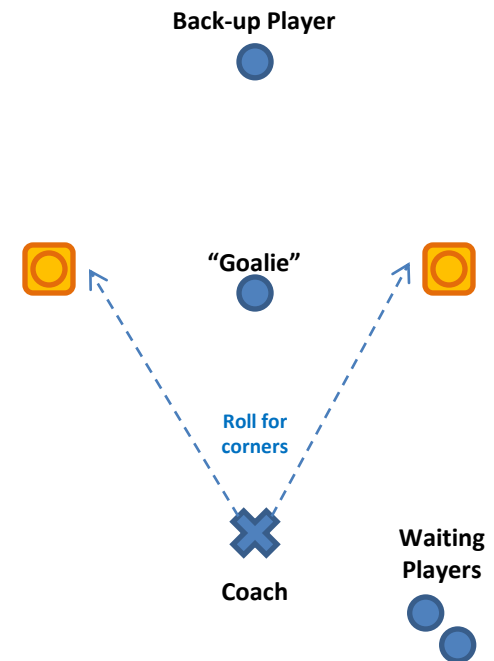 Back-up Player
“Goalie”
Roll for
corners
Coach
Waiting
Players